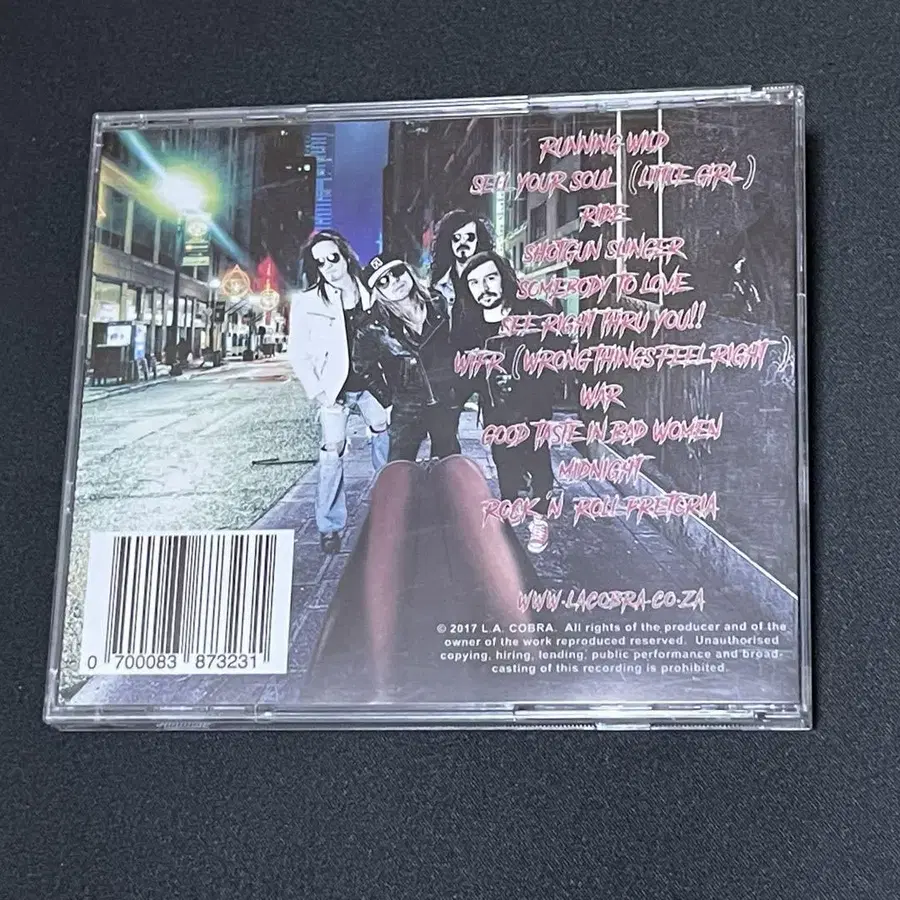 RUNNING WILD
SELL YOUR SOUL (LITTLE GIRL)
RIDE
SHOTGUN SLINGER
SOMEBODY TO LOVE
SEE RIGHT THRU YOU!!
WTFR (WRONG THINGS FEEL RIGHT)
WAR
GOOD TASTE IN BAD WOMEN
MIDNIGHT
ROCK 'N ROLL PRETORIA
WWW.LACOBRA.CO.ZA
© 2017 L.A. COBRA. All rights of the producer and of the
owner of the work reproduced reserved. Unauthorised
copying, hiring, lending, public performance and broad-
casting of this recording is prohibited.
0 700083 873231